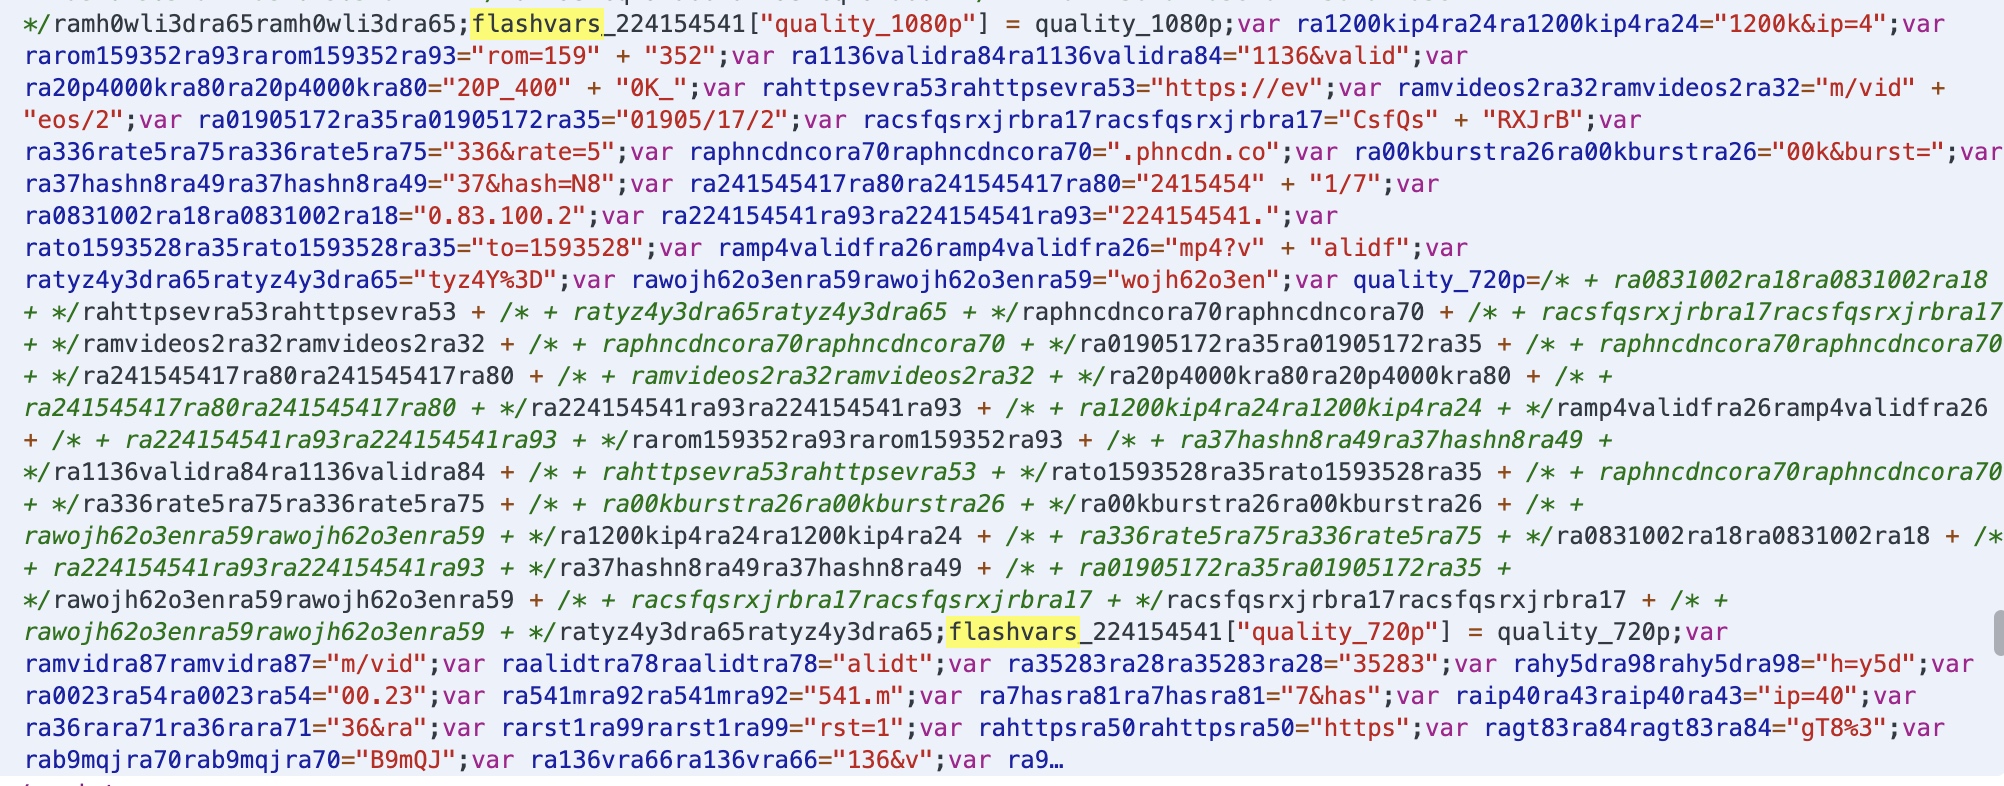 */ramh0wli3dra65ramh0wli3dra65;flashvars_224154541["quality_1080p"] = quality_1080p;var ra1200kip4ra24ra1200kip4ra24="1200k&ip=4";var
rarom159352ra93rarom159352ra93="rom=159" + "352";var ra1136validra84ra1136validra84="1136&valid";var
ra20p4000kra80ra20p4000kra80="20P_400" + "0K_";var rahttpsevra53rahttpsevra53="https://ev";var ramvideos2ra32ramvideos2ra32="m/vid" +
"eos/2";var ra01905172ra35ra01905172ra35="01905/17/2";var racsfqsrxjrbra17racsfqsrxjrbra17="CsfQs" + "RXJrB";var
ra336rate5ra75ra336rate5ra75="336&rate=5";var raphncdncora70raphncdncora70=".phncdn.co";var ra00kburstra26ra00kburstra26="00k&burst=";var
ra37hashn8ra49ra37hashn8ra49="37&hash=N8";var ra241545417ra80ra241545417ra80="2415454" + "1/7";var
ra0831002ra18ra0831002ra18="0.83.100.2";var ra224154541ra93ra224154541ra93="224154541.";var
rato1593528ra35rato1593528ra35="to=1593528";var ramp4validfra26ramp4validfra26="mp4?v" + "alidf";var
ratyz4y3dra65ratyz4y3dra65="tyz4Y%3D";var rawojh62o3enra59rawojh62o3enra59="wojh62o3en";var quality_720p=/* + ra0831002ra18ra0831002ra18
+ */rahttpsevra53rahttpsevra53 + /* + ratyz4y3dra65ratyz4y3dra65 + */raphncdncora70raphncdncora70 + /* + racsfqsrxjrbra17racsfqsrxjrbra17
+ */ramvideos2ra32ramvideos2ra32 + /* + raphncdncora70raphncdncora70 + */ra01905172ra35ra01905172ra35 + /* + raphncdncora70raphncdncora70
+ */ra241545417ra80ra241545417ra80 + /* + ramvideos2ra32ramvideos2ra32 + */ra20p4000kra80ra20p4000kra80 + /* +
ra241545417ra80ra241545417ra80 + */ra224154541ra93ra224154541ra93 + /* + ra1200kip4ra24ra1200kip4ra24 + */ramp4validfra26ramp4validfra26
+ /* + ra224154541ra93ra224154541ra93 + */rarom159352ra93rarom159352ra93 + /* + ra37hashn8ra49ra37hashn8ra49 +
*/ra1136validra84ra1136validra84 + /* + rahttpsevra53rahttpsevra53 + */rato1593528ra35rato1593528ra35 + /* + raphncdncora70raphncdncora70
+ */ra336rate5ra75ra336rate5ra75 + /* + ra00kburstra26ra00kburstra26 + */ra00kburstra26ra00kburstra26 + /* +
rawojh62o3enra59rawojh62o3enra59 + */ra1200kip4ra24ra1200kip4ra24 + /* + ra336rate5ra75ra336rate5ra75 + */ra0831002ra18ra0831002ra18 + /*
+ ra224154541ra93ra224154541ra93 + */ra37hashn8ra49ra37hashn8ra49 + /* + ra01905172ra35ra01905172ra35 +
*/rawojh62o3enra59rawojh62o3enra59 + /* + racsfqsrxjrbra17racsfqsrxjrbra17 + */racsfqsrxjrbra17racsfqsrxjrbra17 + /* +
rawojh62o3enra59rawojh62o3enra59 + */ratyz4y3dra65ratyz4y3dra65;flashvars_224154541["quality_720p"] = quality_720p;var
ramvidra87ramvidra87="m/vid";var raalidtra78raalidtra78="alidt";var ra35283ra28ra35283ra28="35283";var rahy5dra98rahy5dra98="h=y5d";var
ra0023ra54ra0023ra54="00.23";var ra541mra92ra541mra92="541.m";var ra7hasra81ra7hasra81="7&has";var raip40ra43raip40ra43="ip=40";var
ra36rara71ra36rara71="36&ra";var rarst1ra99rarst1ra99="rst=1";var rahttpsra50rahttpsra50="https";var ragt83ra84ragt83ra84="gT8%3";var
rab9mqjra70rab9mqjra70="B9mQJ";var ra136vra66ra136vra66="136&v";var ra9…